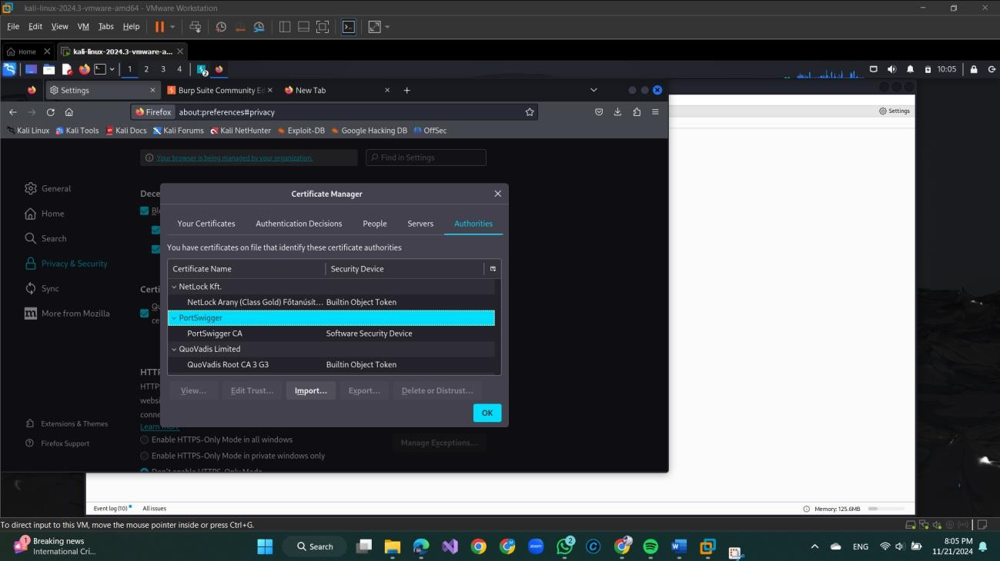 kali-linux-2024.3-vmware-amd64 - VMware Workstation
File Edit View VM Tabs Help
Home kali-linux-2024.3-vmware-a...
1 2 3 4 2 10:05
Settings Burp Suite Community Ed New Tab
Firefox about:preferences#privacy Settings
Kali Linux Kali Tools Kali Docs Kali Forums Kali NetHunter Exploit-DB Google Hacking DB OffSec
Your browser is being managed by your organization. Find in Settings
General
Home
Search
Privacy & Security
Sync
More from Mozilla
Extensions & Themes
Firefox Support
Dece
Blo
Certi
Qu
ce
HTTP
HTTP
websi
conne
Learn more
Enable HTTPS-Only Mode in all windows
Manage Exceptions...
Enable HTTPS-Only Mode in private windows only
Don't enable HTTPS-Only Mode
Certificate Manager
Your Certificates Authentication Decisions People Servers Authorities
You have certificates on file that identify these certificate authorities
Certificate Name Security Device
NetLock Kft.
NetLock Arany (Class Gold) Főtanúsít... Builtin Object Token
PortSwigger
PortSwigger CA Software Security Device
QuoVadis Limited
QuoVadis Root CA 3 G3 Builtin Object Token
View... Edit Trust... Import... Export... Delete or Distrust...
OK
Event log (10) All issues Memory: 125.6MB
To direct input to this VM, move the mouse pointer inside or press Ctrl+G.
1 Breaking news
International Cri...
Search
zoom
2
ENG
8:05 PM
11/21/2024